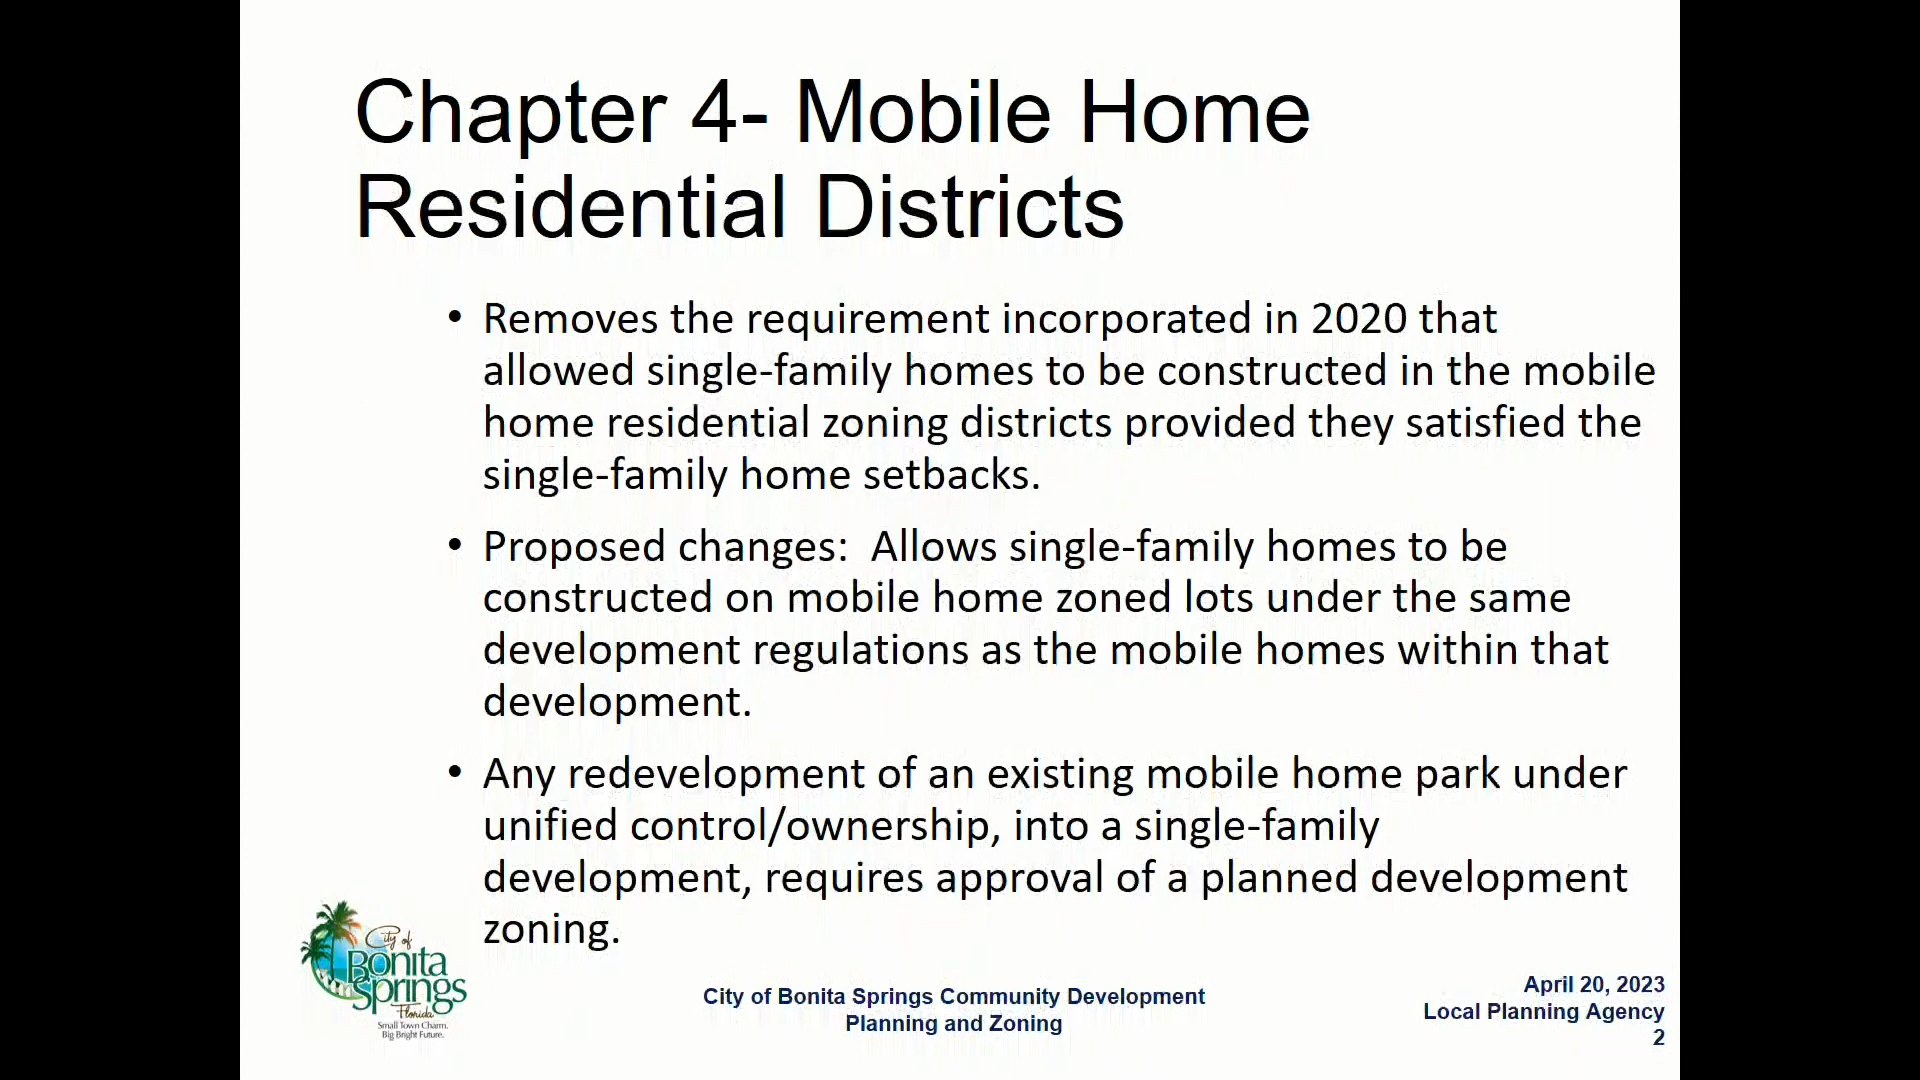 Chapter 4- Mobile Home
Residential Districts
• Removes the requirement incorporated in 2020 that
allowed single-family homes to be constructed in the mobile
home residential zoning districts provided they satisfied the
single-family home setbacks.
• Proposed changes:  Allows single-family homes to be
constructed on mobile home zoned lots under the same
development regulations as the mobile homes within that
development.
• Any redevelopment of an existing mobile home park under
unified control/ownership, into a single-family
development, requires approval of a planned development
zoning.
City of
Bonita
Springs
Florida
Small Town Charm.
Big Bright Future.
City of Bonita Springs Community Development
Planning and Zoning
April 20, 2023
Local Planning Agency
2